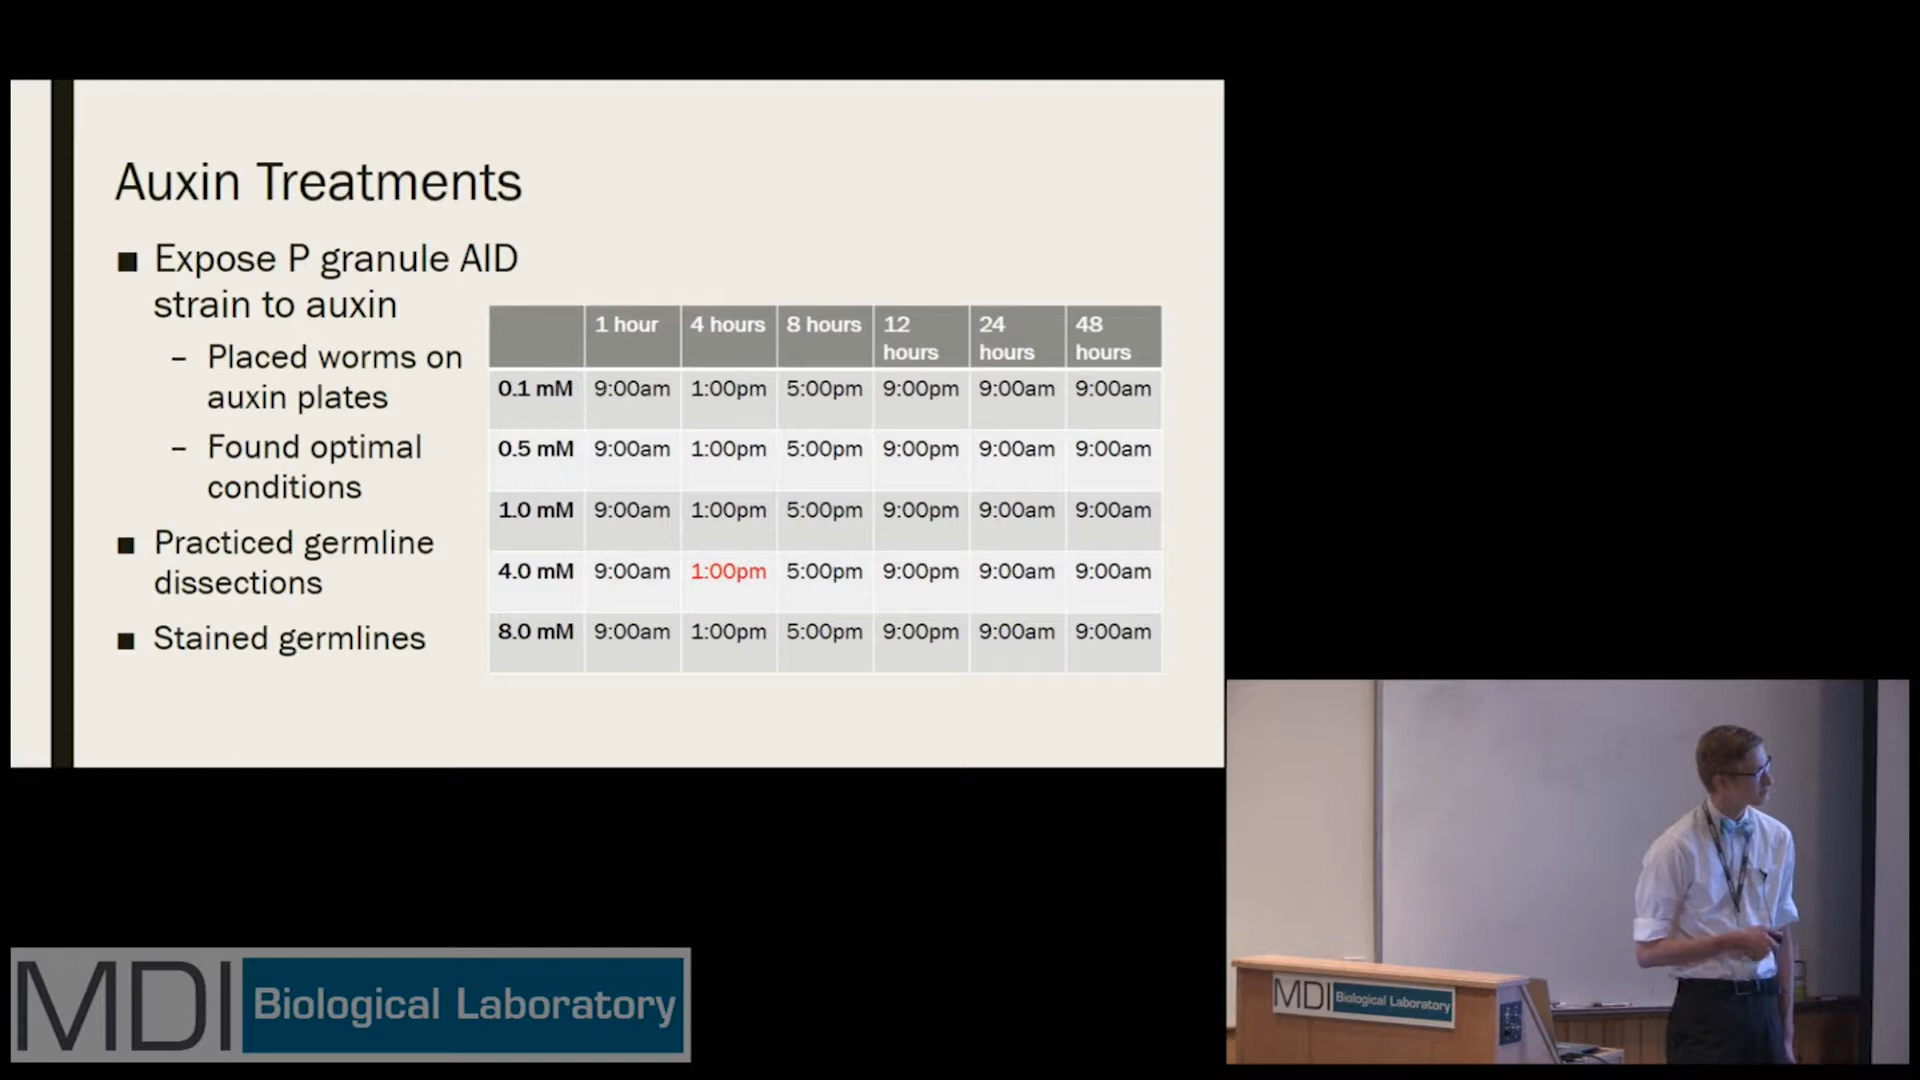 Auxin Treatments
■ Expose P granule AID
strain to auxin
– Placed worms on
auxin plates
– Found optimal
conditions
■ Practiced germline
dissections
■ Stained germlines
1 hour 4 hours 8 hours 12 hours 24 hours 48 hours
0.1 mM 9:00am 1:00pm 5:00pm 9:00pm 9:00am 9:00am
0.5 mM 9:00am 1:00pm 5:00pm 9:00pm 9:00am 9:00am
1.0 mM 9:00am 1:00pm 5:00pm 9:00pm 9:00am 9:00am
4.0 mM 9:00am 1:00pm 5:00pm 9:00pm 9:00am 9:00am
8.0 mM 9:00am 1:00pm 5:00pm 9:00pm 9:00am 9:00am
MDI Biological Laboratory
MDI Biological Laboratory